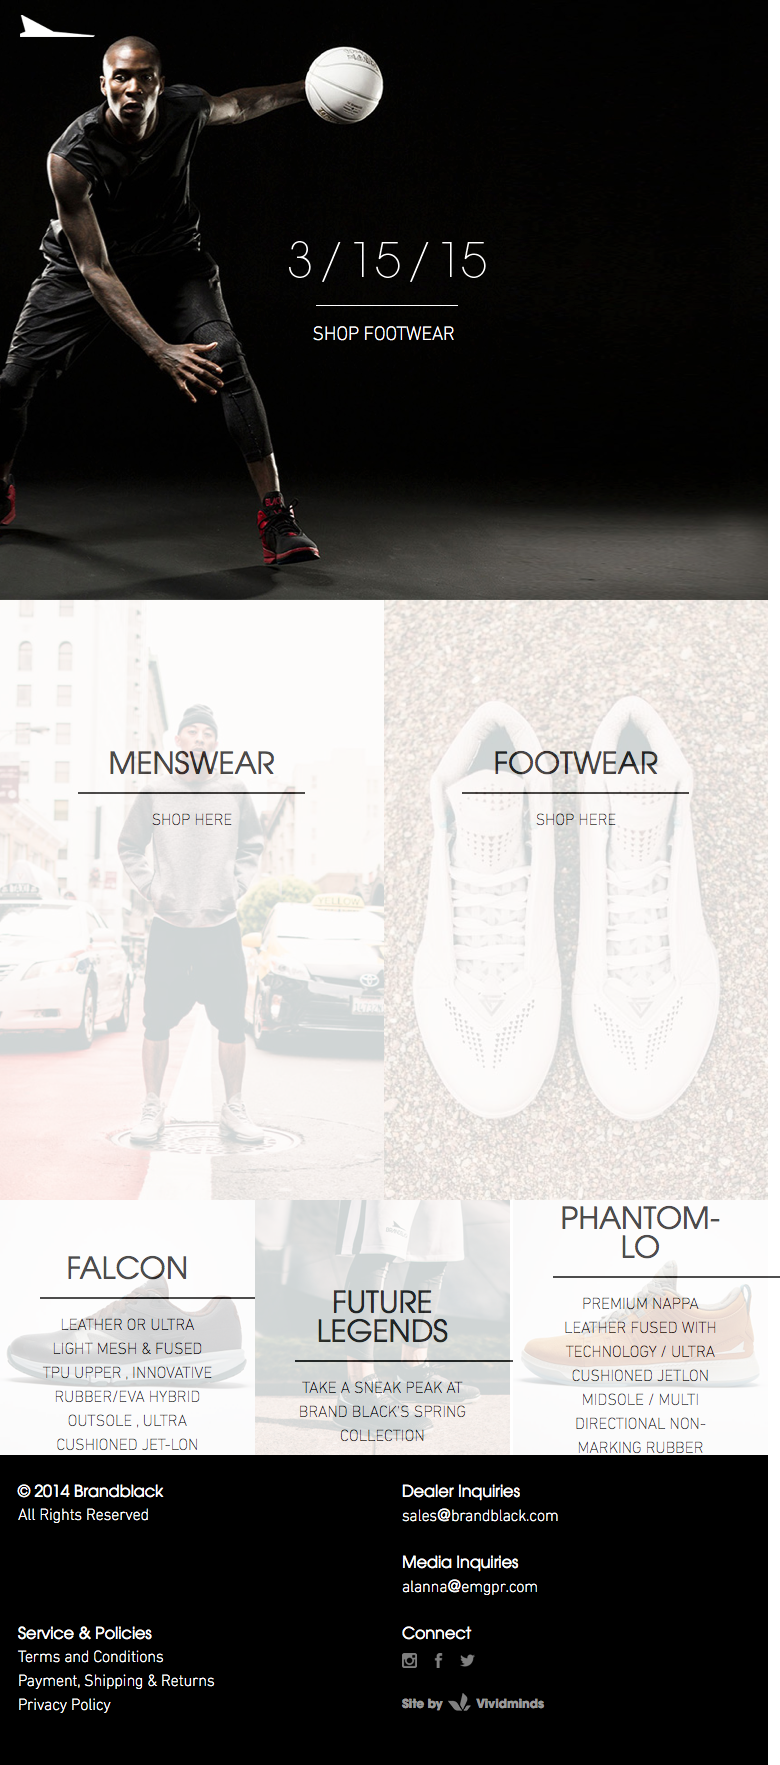 3/15/15
SHOP FOOTWEAR
MENSWEAR
SHOP HERE
FOOTWEAR
SHOP HERE
YELLOW
FALCON
LEATHER OR ULTRA
LIGHT MESH & FUSED
TPU UPPER , INNOVATIVE
RUBBER/EVA HYBRID
OUTSOLE , ULTRA
CUSHIONED JET-LON
FUTURE
LEGENDS
TAKE A SNEAK PEAK AT
BRAND BLACK'S SPRING
COLLECTION
PHANTOM-
LO
PREMIUM NAPPA
LEATHER FUSED WITH
TECHNOLOGY / ULTRA
CUSHIONED JETLON
MIDSOLE / MULTI
DIRECTIONAL NON-
MARKING RUBBER
© 2014 Brandblack
All Rights Reserved
Dealer Inquiries
sales@brandblack.com
Media Inquiries
alanna@emgpr.com
Service & Policies
Terms and Conditions
Payment, Shipping & Returns
Privacy Policy
Connect
Site by Vividminds